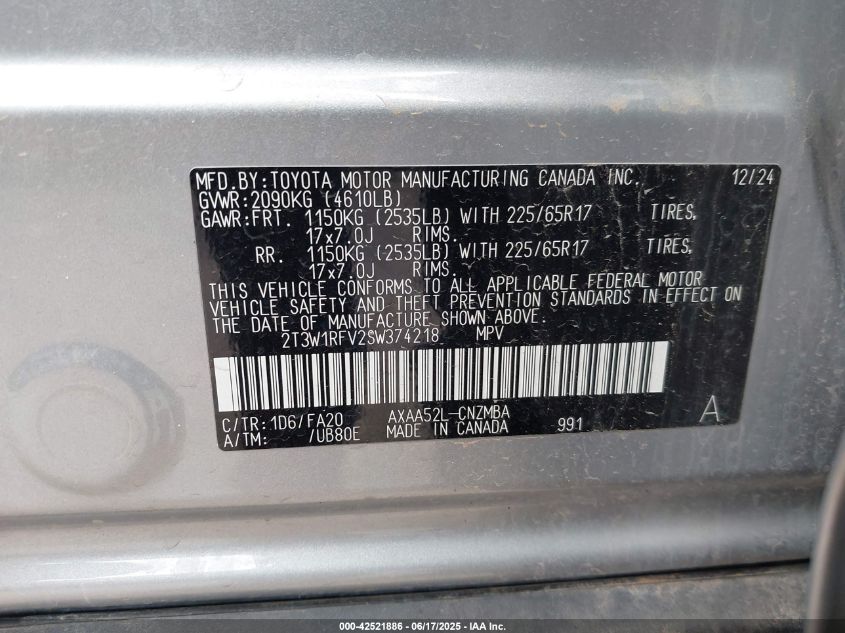 MFD.BY:TOYOTA MOTOR MANUFACTURING CANADA INC. 12/24
GVWR:2090KG (4610LB)
GAWR:FRT. 1150KG (2535LB) WITH 225/65R17 TIRES,
17x7.0J RIMS.
RR. 1150KG (2535LB) WITH 225/65R17 TIRES,
17x7.0J RIMS.
THIS VEHICLE CONFORMS TO ALL APPLICABLE FEDERAL MOTOR
VEHICLE SAFETY AND THEFT PREVENTION STANDARDS IN EFFECT ON
THE DATE OF MANUFACTURE SHOWN ABOVE.
2T3W1RFV2SW374218 MPV
C/TR:1D6/FA20 AXAA52L-CNZMBA A
A/TM: /UB80E MADE IN CANADA 991
000-42521886 - 06/17/2025 - IAA Inc.